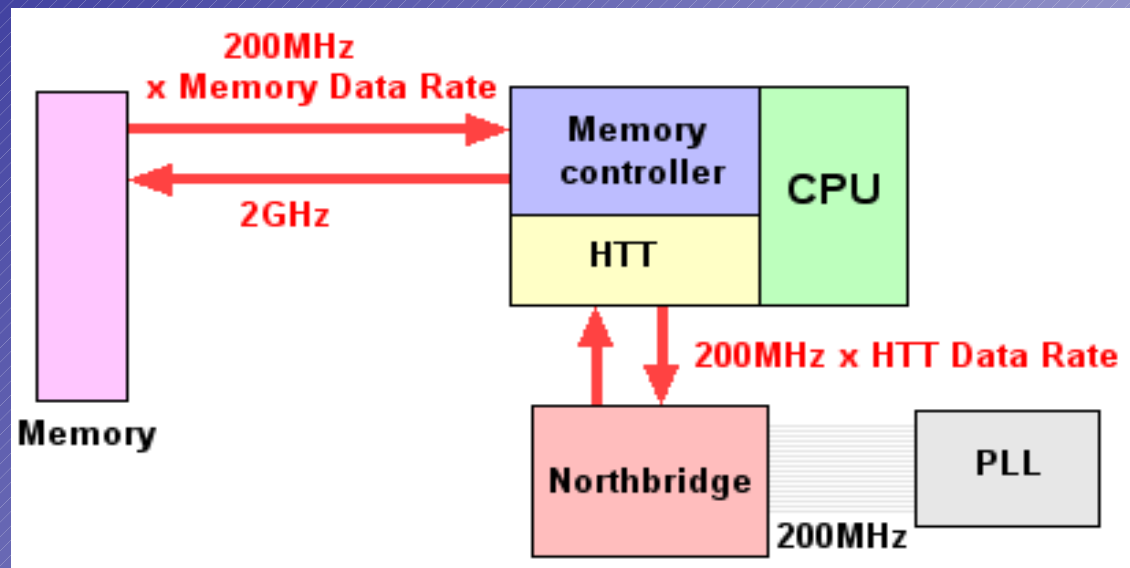 200MHz
x Memory Data Rate
Memory
controller
CPU
2GHz
HTT
200MHz x HTT Data Rate
Memory
Northbridge
PLL
200MHz